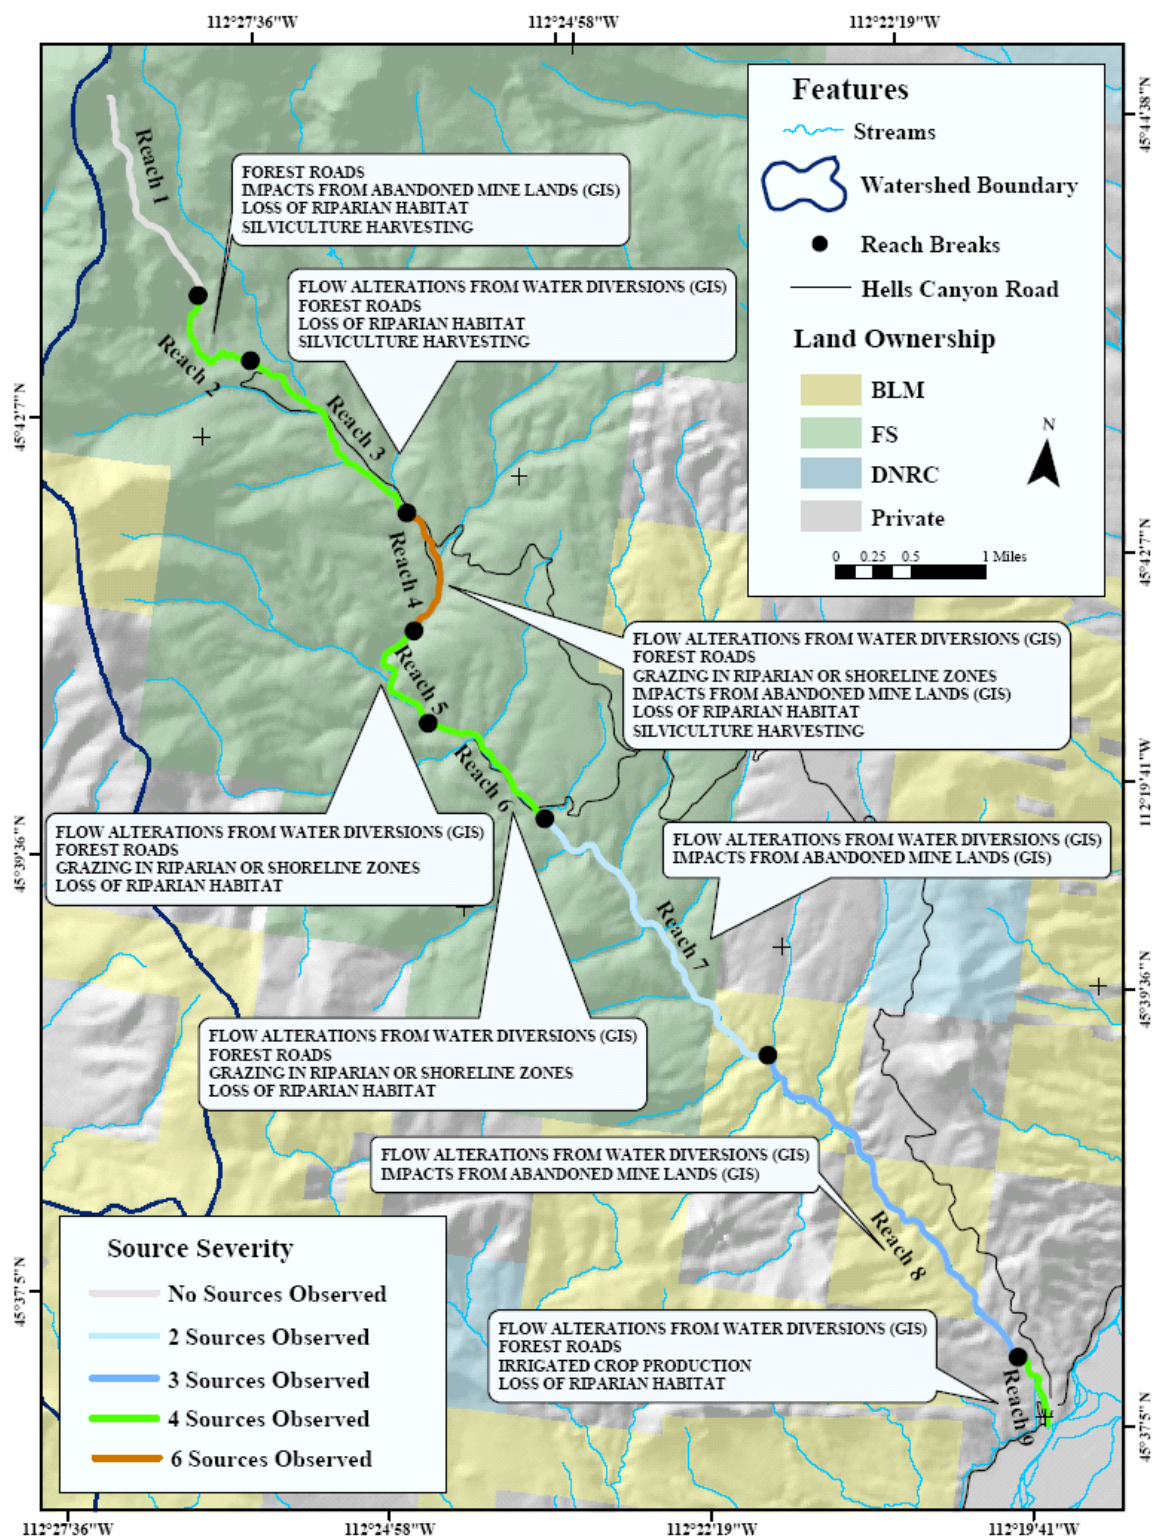 112°27'36"W
112°24'58"W
112°22'19"W
Features
Streams
Watershed Boundary
Reach Breaks
Hells Canyon Road
Land Ownership
BLM
FS
DNRC
Private
N
0 0.25 0.5 1 Miles
45°44'38"N
45°42'7"N
45°42'7"N
112°19'41"W
45°39'36"N
45°39'36"N
45°37'5"N
45°37'5"N
Reach 1
FOREST ROADS
IMPACTS FROM ABANDONED MINE LANDS (GIS)
LOSS OF RIPARIAN HABITAT
SILVICULTURE HARVESTING
FLOW ALTERATIONS FROM WATER DIVERSIONS (GIS)
FOREST ROADS
LOSS OF RIPARIAN HABITAT
SILVICULTURE HARVESTING
Reach 2
Reach 3
Reach 4
FLOW ALTERATIONS FROM WATER DIVERSIONS (GIS)
FOREST ROADS
GRAZING IN RIPARIAN OR SHORELINE ZONES
IMPACTS FROM ABANDONED MINE LANDS (GIS)
LOSS OF RIPARIAN HABITAT
SILVICULTURE HARVESTING
Reach 5
Reach 6
FLOW ALTERATIONS FROM WATER DIVERSIONS (GIS)
FOREST ROADS
GRAZING IN RIPARIAN OR SHORELINE ZONES
LOSS OF RIPARIAN HABITAT
FLOW ALTERATIONS FROM WATER DIVERSIONS (GIS)
IMPACTS FROM ABANDONED MINE LANDS (GIS)
Reach 7
FLOW ALTERATIONS FROM WATER DIVERSIONS (GIS)
FOREST ROADS
GRAZING IN RIPARIAN OR SHORELINE ZONES
LOSS OF RIPARIAN HABITAT
FLOW ALTERATIONS FROM WATER DIVERSIONS (GIS)
IMPACTS FROM ABANDONED MINE LANDS (GIS)
Reach 8
FLOW ALTERATIONS FROM WATER DIVERSIONS (GIS)
FOREST ROADS
IRRIGATED CROP PRODUCTION
LOSS OF RIPARIAN HABITAT
Reach 9
Source Severity
No Sources Observed
2 Sources Observed
3 Sources Observed
4 Sources Observed
6 Sources Observed
112°27'36"W
112°24'58"W
112°22'19"W
112°19'41"W